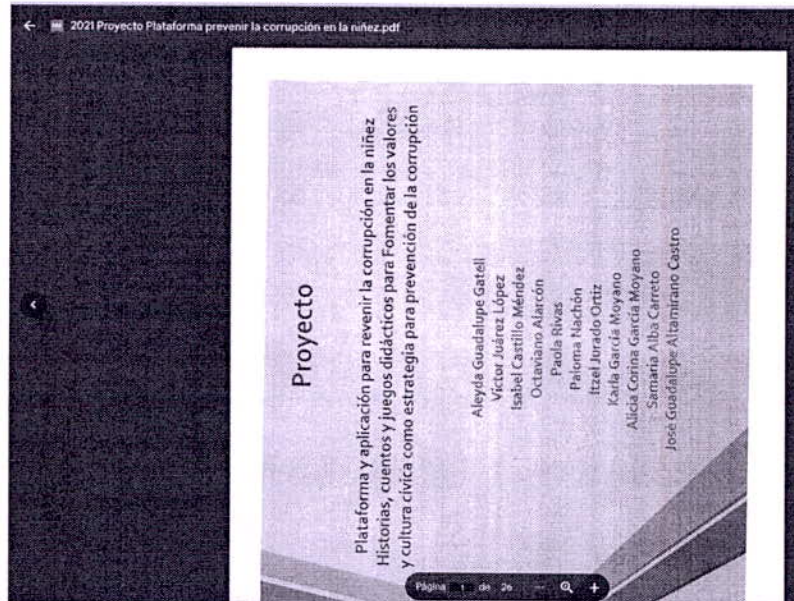 2021 Proyecto Plataforma prevenir la corrupción en la niñez.pdf
Proyecto
Plataforma y aplicación para revenir la corrupción en la niñez
Historias, cuentos y juegos didácticos para Fomentar los valores
y cultura cívica como estrategia para prevención de la corrupción
Aleyda Guadalupe Gatell
Víctor Juárez López
Isabel Castillo Méndez
Octaviano Alarcón
Paola Rivas
Paloma Nachón
Itzel Jurado Ortiz
Karla García Moyano
Alicia Corina García Moyano
Samaria Alba Carreto
José Guadalupe Altamirano Castro
Página 1 de 26